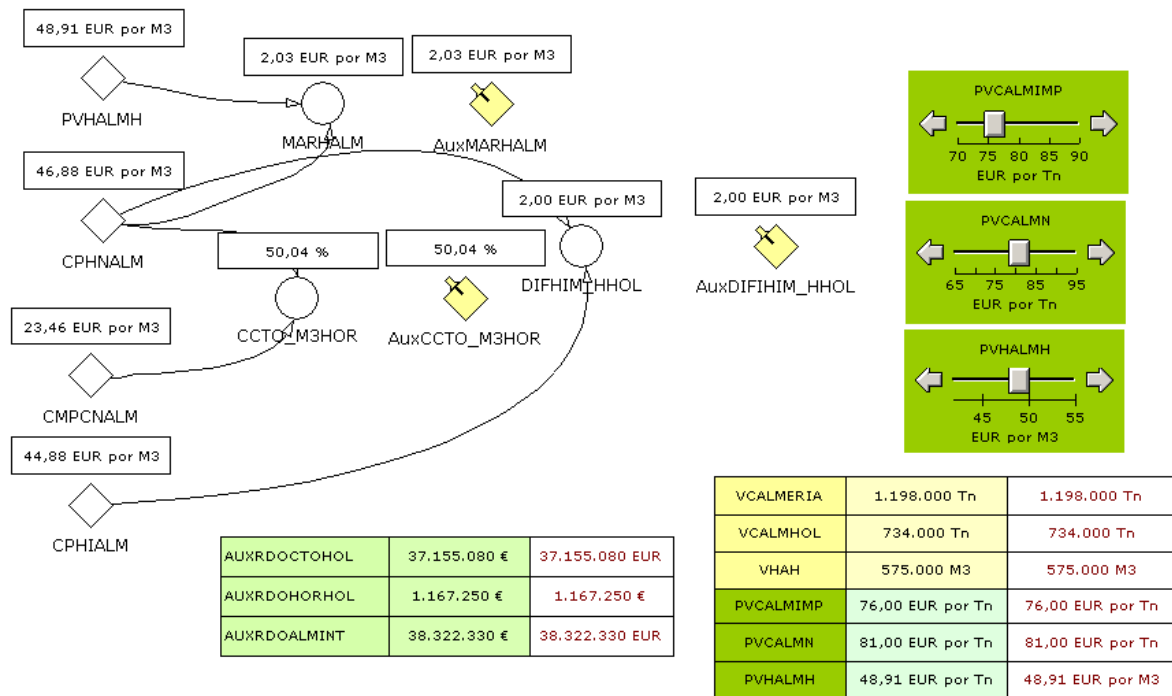 48,91 EUR por M3
PVHALMH
2,03 EUR por M3
MARHALM
2,03 EUR por M3
AuxMARHALM
46,88 EUR por M3
CPHNALM
50,04 %
CCTO_M3HOR
50,04 %
AuxCCTO_M3HOR
2,00 EUR por M3
DIFHIM_HHOL
2,00 EUR por M3
AuxDIFIHIM_HHOL
23,46 EUR por M3
CMPCNALM
44,88 EUR por M3
CPHIALM
PVCALMIMP
70 75 80 85 90
EUR por Tn
PVCALMN
65 75 85 95
EUR por Tn
PVHALMH
45 50 55
EUR por M3
AUXRDOCTOHOL 37.155.080 € 37.155.080 EUR
AUXRDOHORHOL 1.167.250 € 1.167.250 €
AUXRDOALMINT 38.322.330 € 38.322.330 EUR
VCALMERIA 1.198.000 Tn 1.198.000 Tn
VCALMHOL 734.000 Tn 734.000 Tn
VHAH 575.000 M3 575.000 M3
PVCALMIMP 76,00 EUR por Tn 76,00 EUR por Tn
PVCALMN 81,00 EUR por Tn 81,00 EUR por Tn
PVHALMH 48,91 EUR por Tn 48,91 EUR por M3